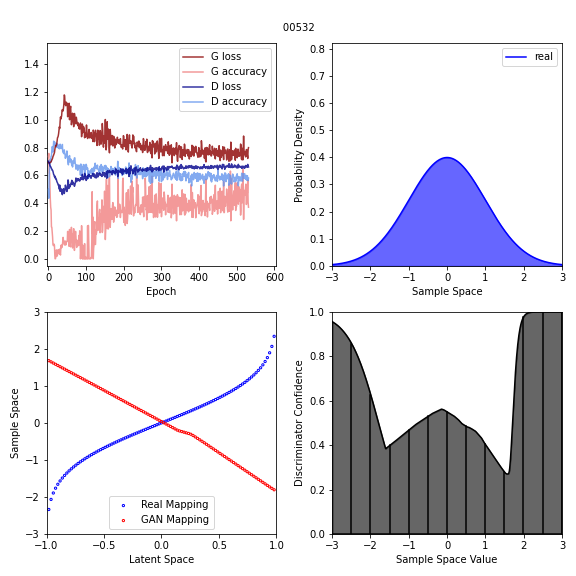 00532
1.4
1.2
1.0
0.8
0.6
0.4
0.2
0.0
0 100 200 300 400 500 600
Epoch
G loss
G accuracy
D loss
D accuracy
0.8
0.7
0.6
0.5
0.4
0.3
0.2
0.1
0.0
Probability Density
−3 −2 −1 0 1 2 3
Sample Space
real
3
2
1
0
−1
−2
−3
Sample Space
−1.0 −0.5 0.0 0.5 1.0
Latent Space
Real Mapping
GAN Mapping
1.0
0.8
0.6
0.4
0.2
0.0
Discriminator Confidence
−3 −2 −1 0 1 2 3
Sample Space Value